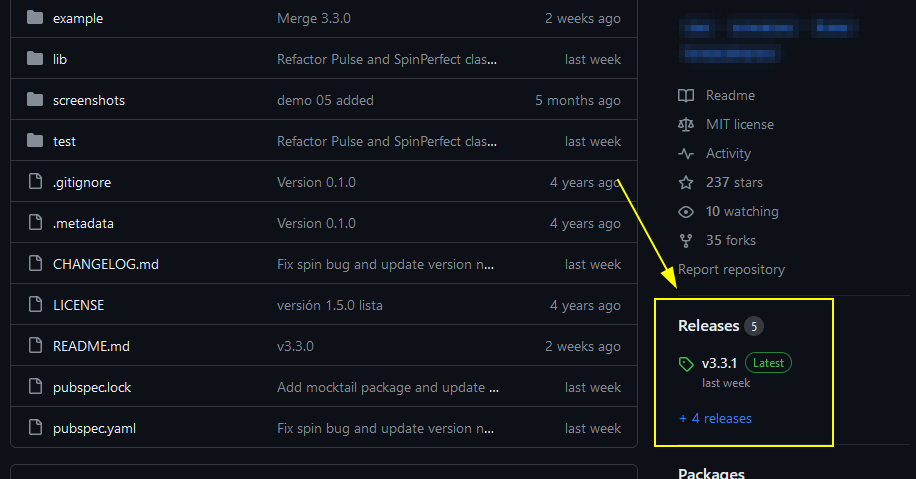 example Merge 3.3.0 2 weeks ago
lib Refactor Pulse and SpinPerfect clas... last week
screenshots demo 05 added 5 months ago
test Refactor Pulse and SpinPerfect clas... last week
.gitignore Version 0.1.0 4 years ago
.metadata Version 0.1.0 4 years ago
CHANGELOG.md Fix spin bug and update version n... last week
LICENSE versión 1.5.0 lista 4 years ago
README.md v3.3.0 2 weeks ago
pubspec.lock Add mocktail package and update ... last week
pubspec.yaml Fix spin bug and update version n... last week
Readme
MIT license
Activity
237 stars
10 watching
35 forks
Report repository
Releases 5
v3.3.1 Latest
last week
+ 4 releases
Packages